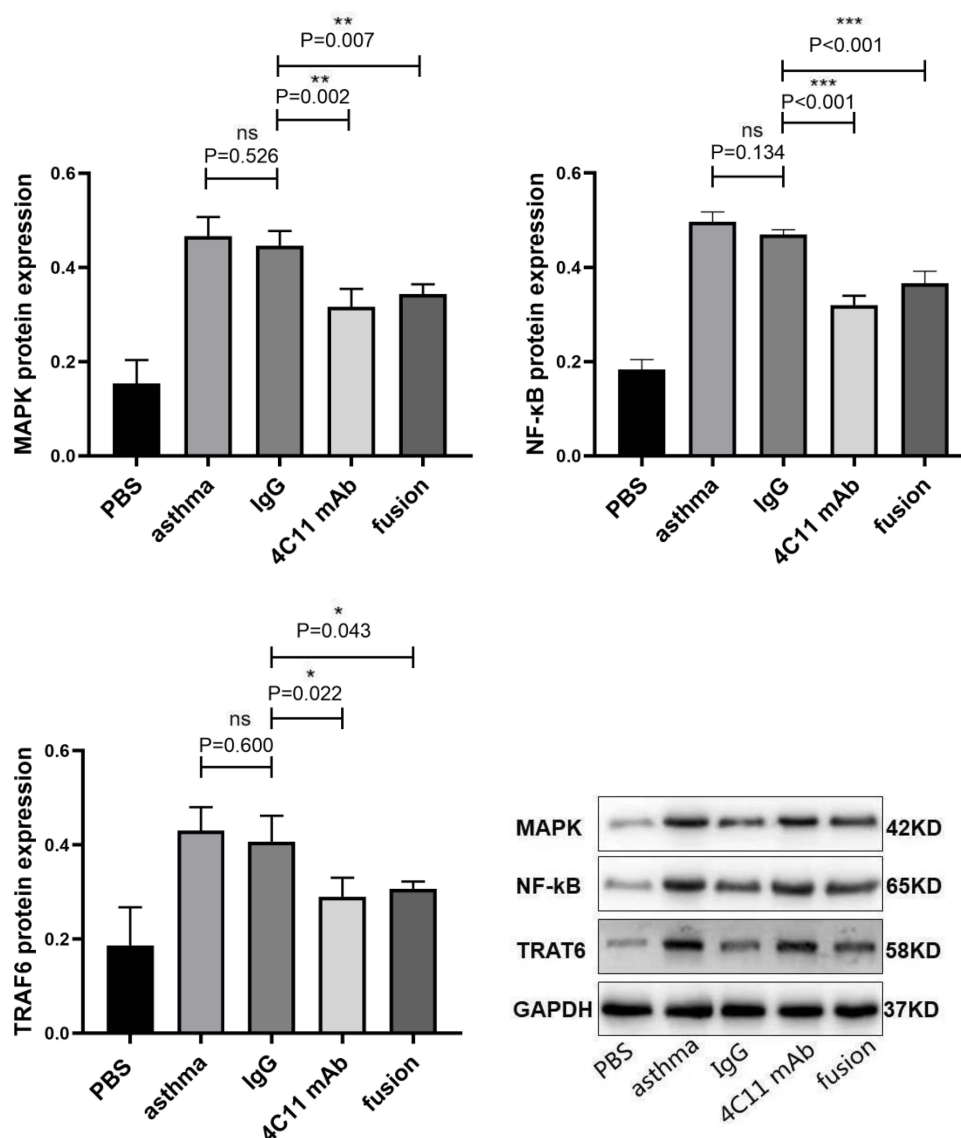 **
P=0.007
**
P=0.002
ns
P=0.526
MAPK protein expression
0.6
0.4
0.2
0.0
PBS
asthma
IgG
4C11 mAb
fusion
***
P<0.001
***
P<0.001
ns
P=0.134
NF-κB protein expression
0.6
0.4
0.2
0.0
PBS
asthma
IgG
4C11 mAb
fusion
*
P=0.043
*
P=0.022
ns
P=0.600
TRAF6 protein expression
0.6
0.4
0.2
0.0
PBS
asthma
IgG
4C11 mAb
fusion
MAPK 42KD
NF-kB 65KD
TRAT6 58KD
GAPDH 37KD
PBS
asthma
IgG
4C11 mAb
fusion